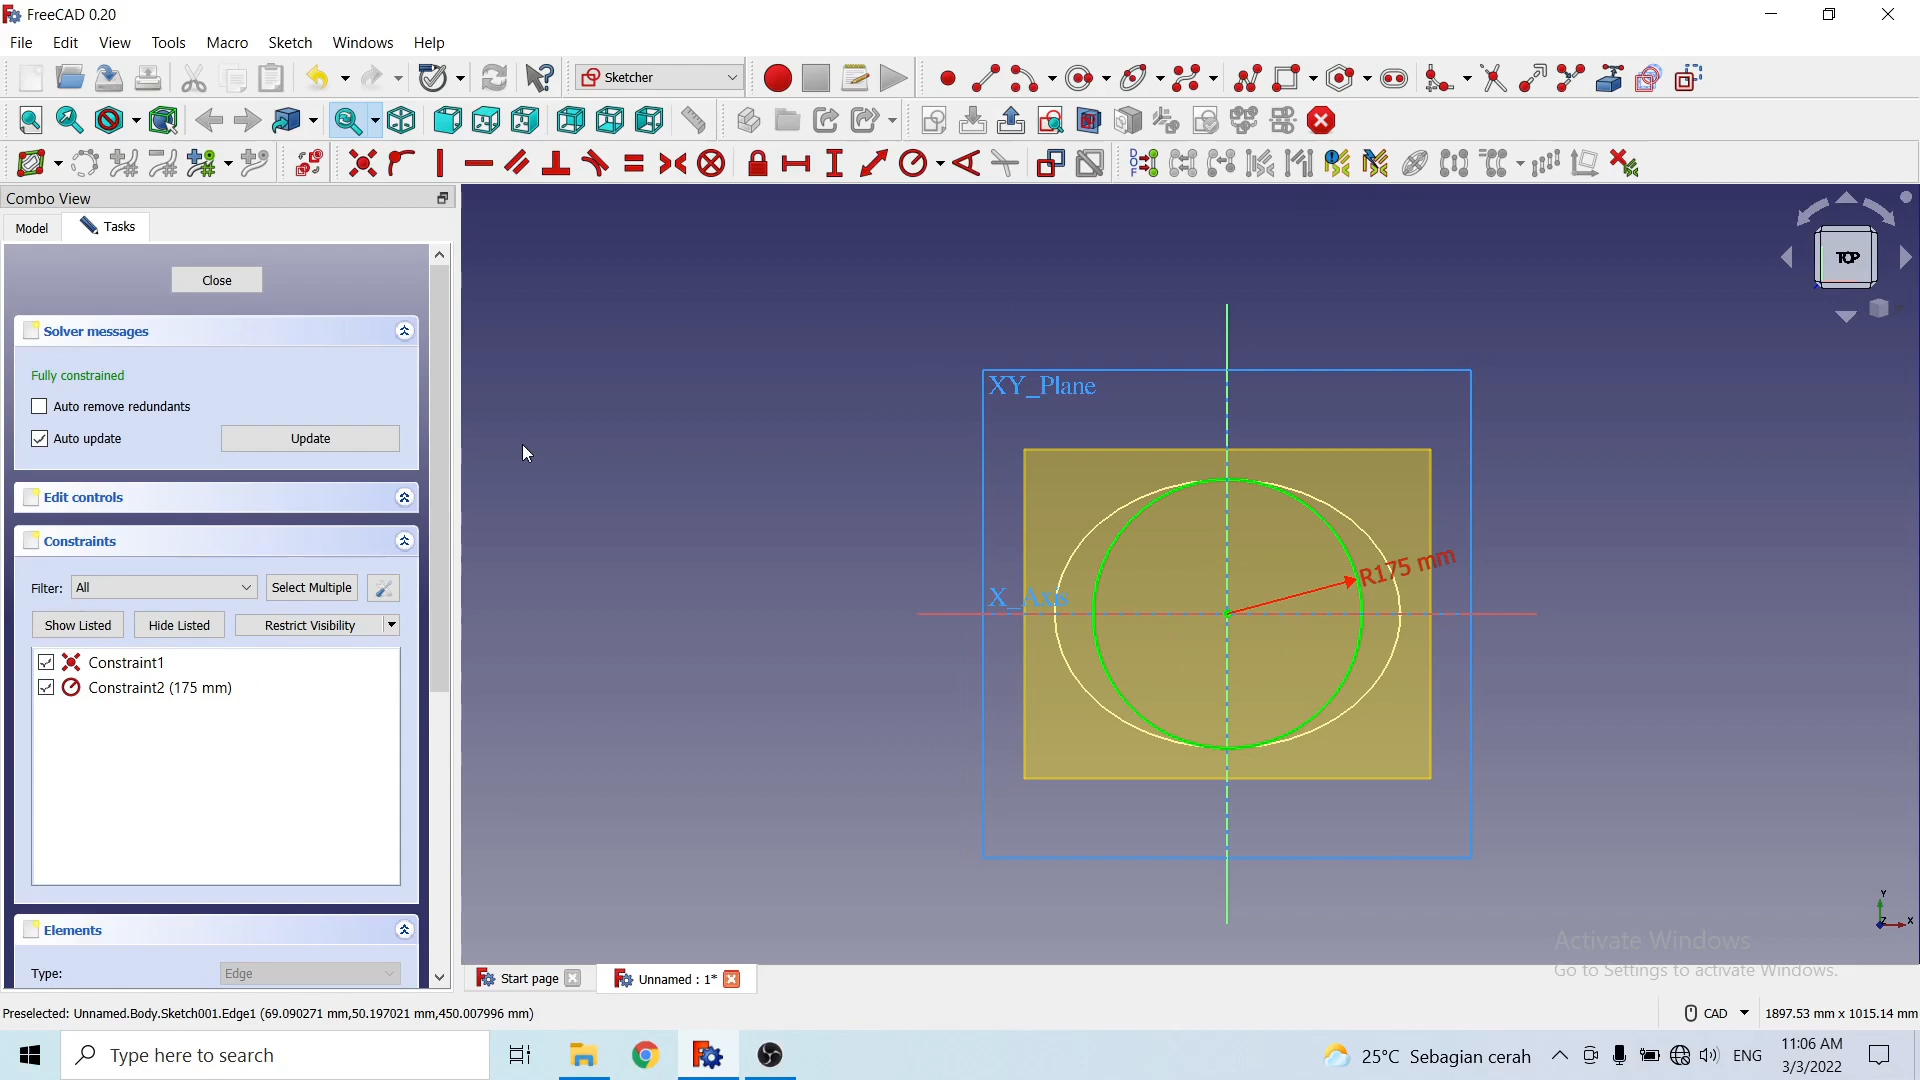 FreeCAD 0.20
File Edit View Tools Macro Sketch Windows Help
Sketcher
Combo View
Model Tasks
Close
Solver messages
Fully constrained
Auto remove redundants
Auto update Update
Edit controls
Constraints
Filter: All Select Multiple
Show Listed Hide Listed Restrict Visibility
Constraint1
Constraint2 (175 mm)
Elements
Type: Edge
XY_Plane
X_Axis
R175 mm
TOP
Y
Z X
Activate Windows
Go to Settings to activate Windows.
Start page Unnamed : 1*
Preselected: Unnamed.Body.Sketch001.Edge1 (69.090271 mm,50.197021 mm,450.007996 mm)
CAD 1897.53 mm x 1015.14 mm
Type here to search
25°C Sebagian cerah ENG 11:06 AM
3/3/2022